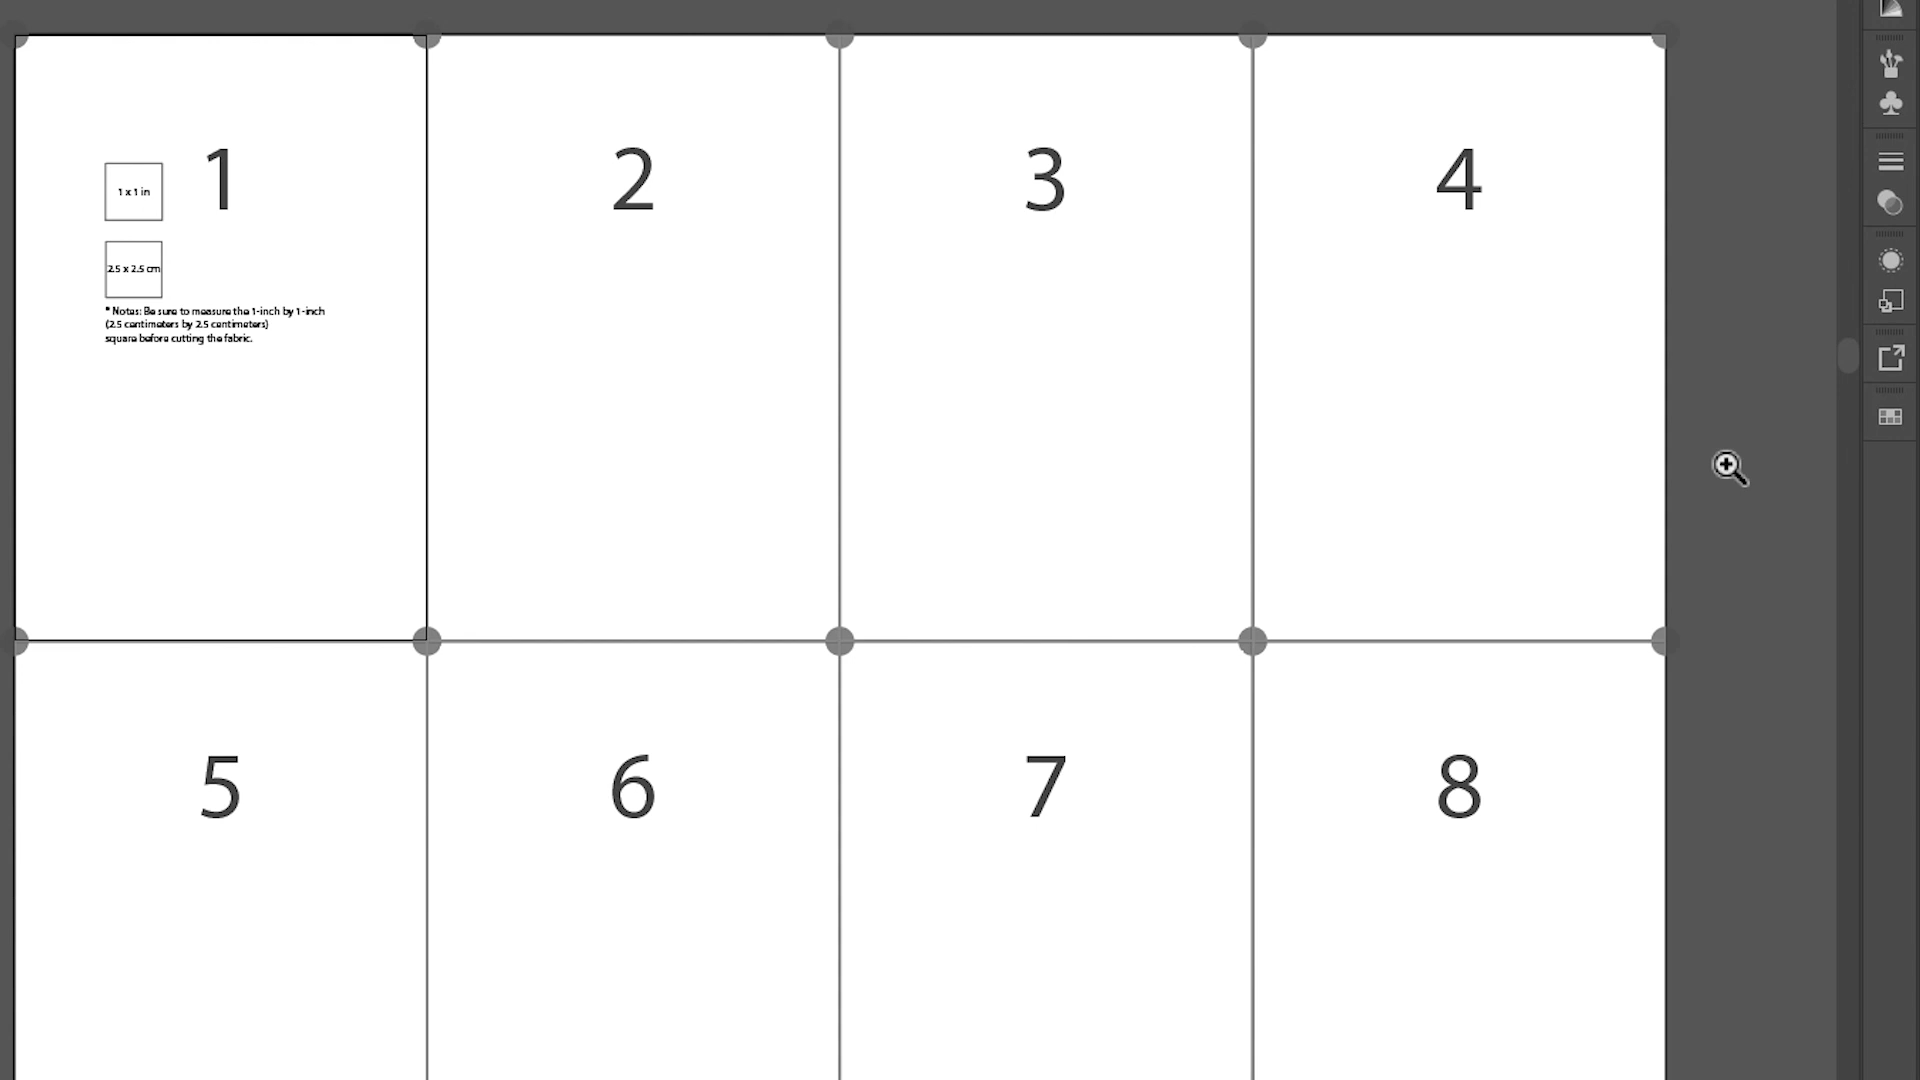 1
2
3
4
1 x 1 in
2.5 x 2.5 cm
* Notes: Be sure to measure the 1-inch by 1-inch
(2.5 centimeters by 2.5 centimeters)
square before cutting the fabric.
5
6
7
8